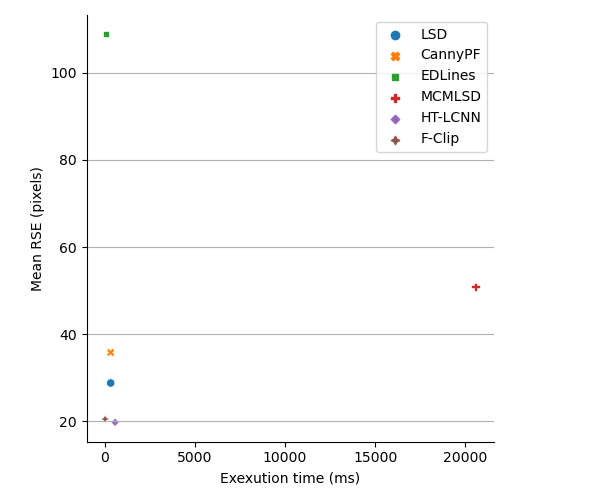 LSD
CannyPF
EDLines
MCMLSD
HT-LCNN
F-Clip
100
80
60
40
20
Mean RSE (pixels)
0 5000 10000 15000 20000
Exexution time (ms)